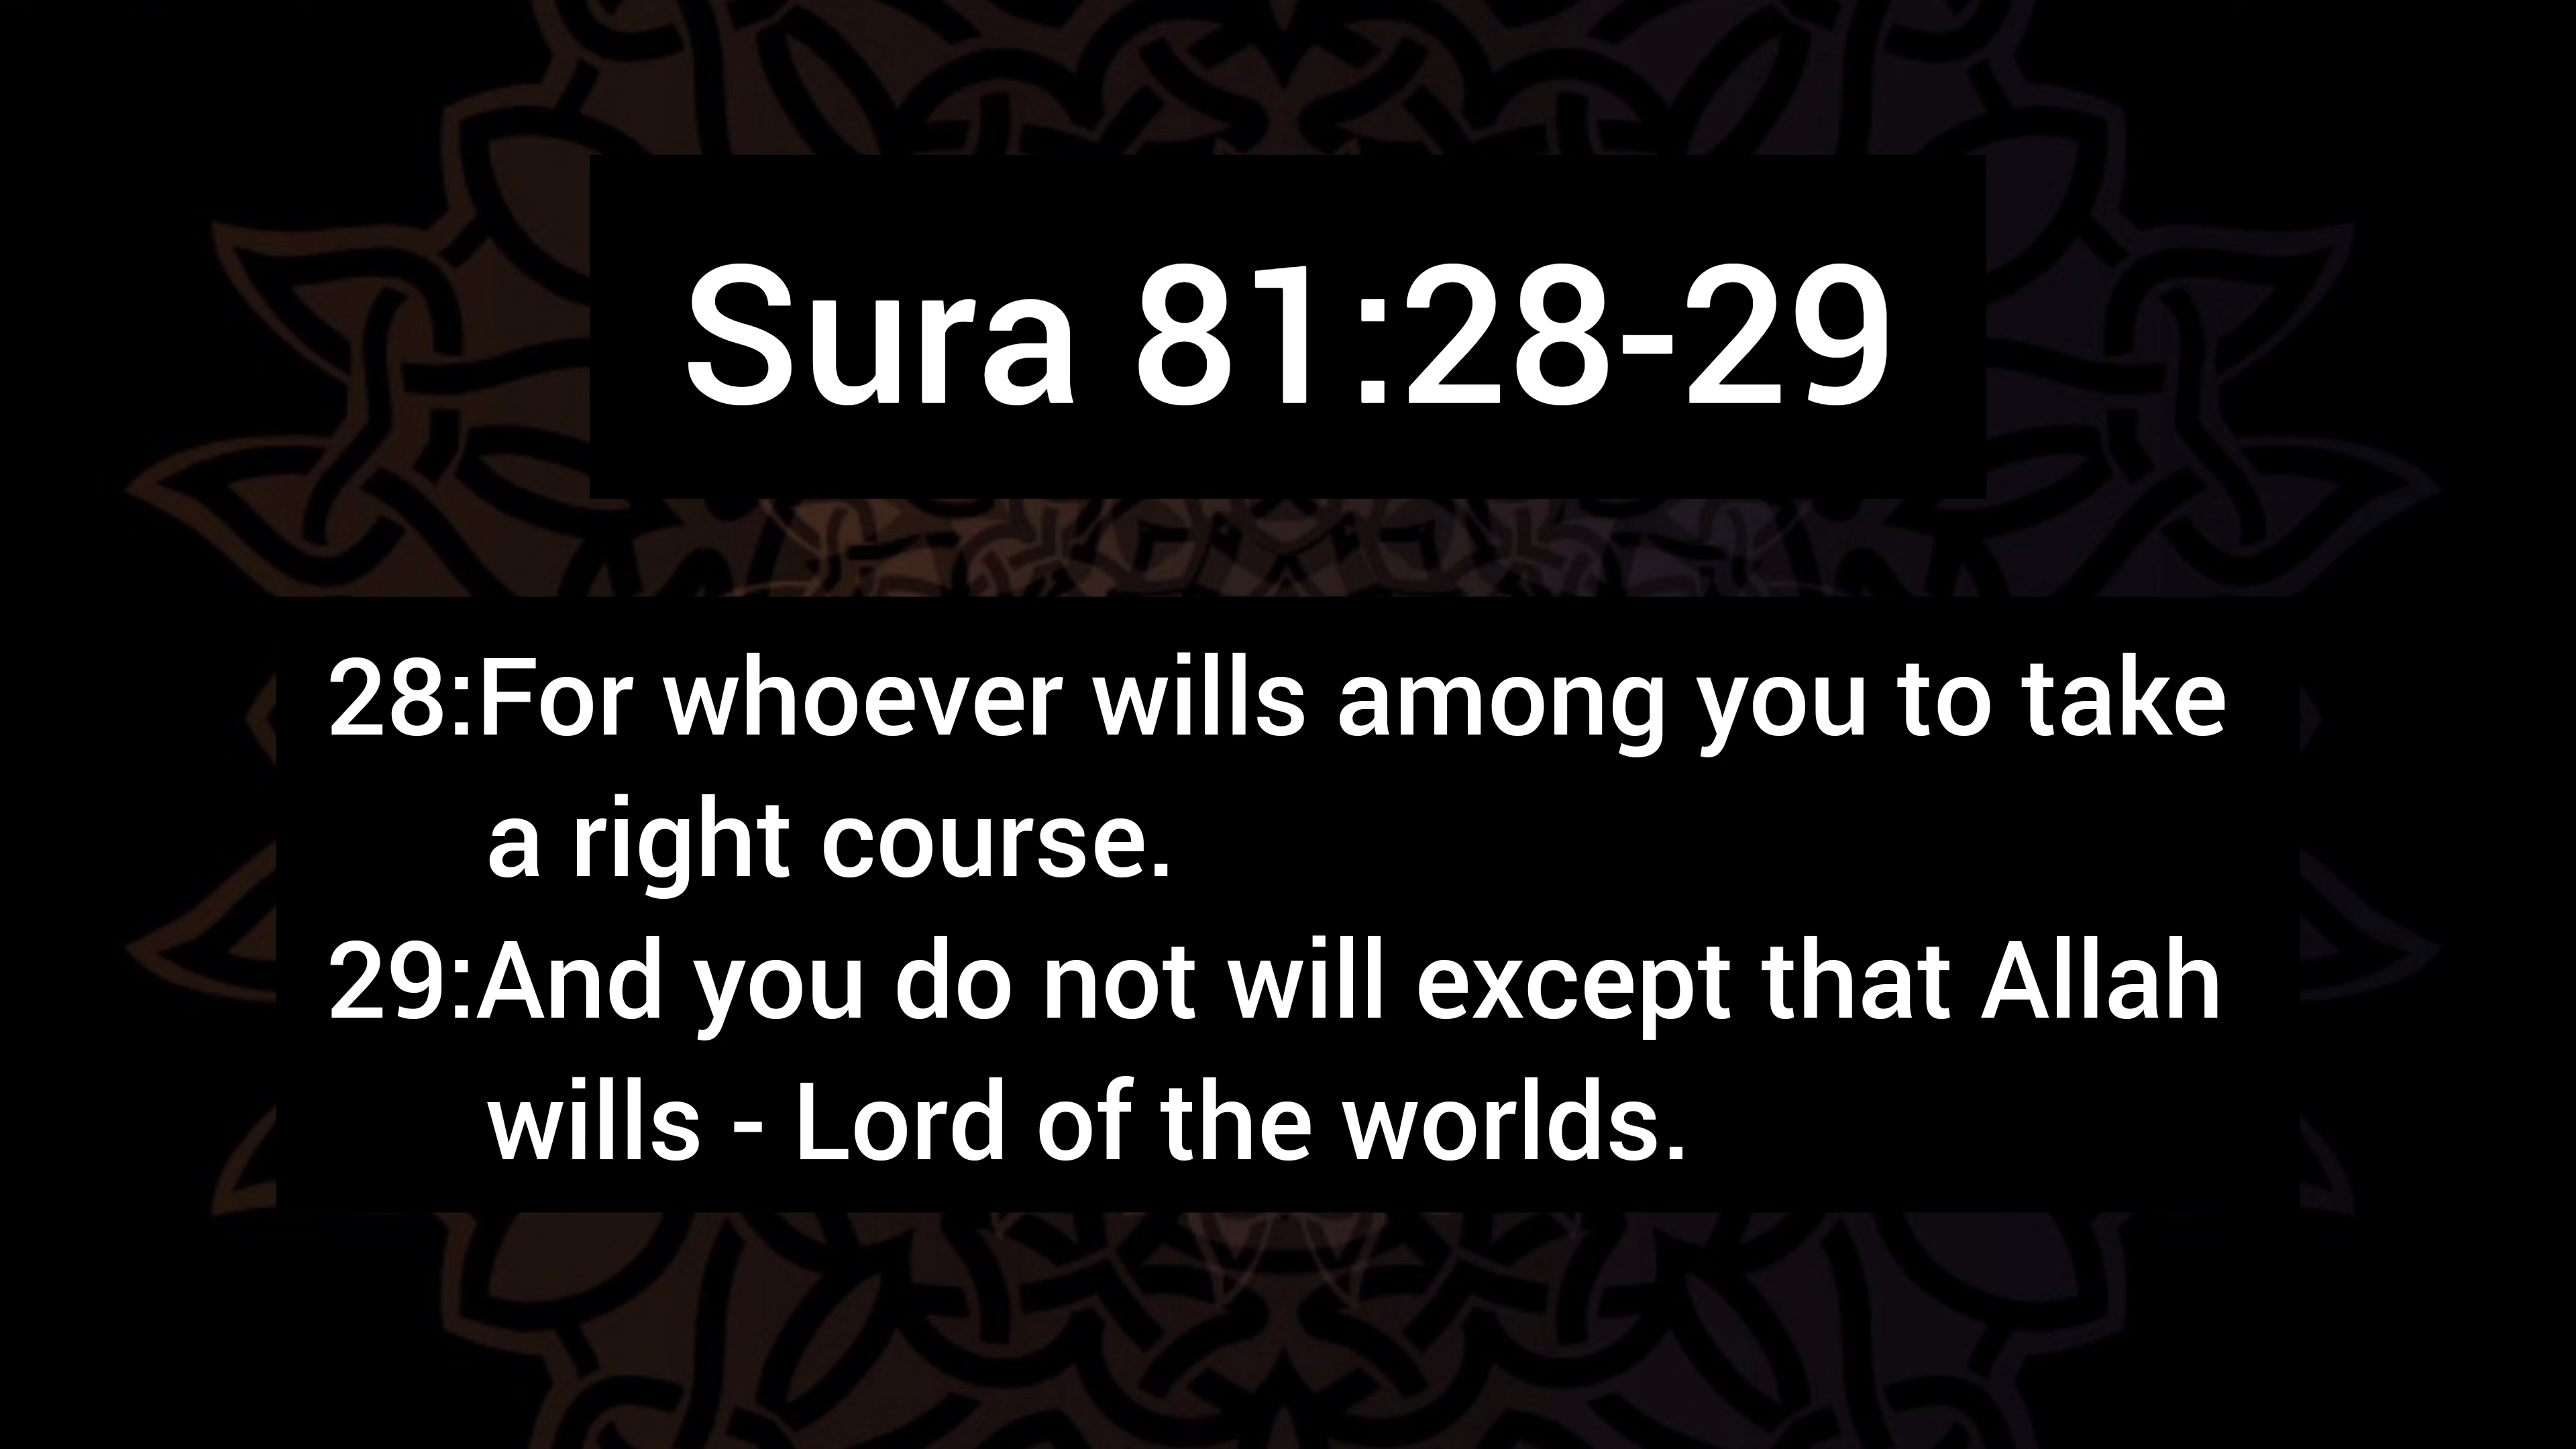 Sura 81:28-29
28:For whoever wills among you to take
a right course.
29:And you do not will except that Allah
wills - Lord of the worlds.